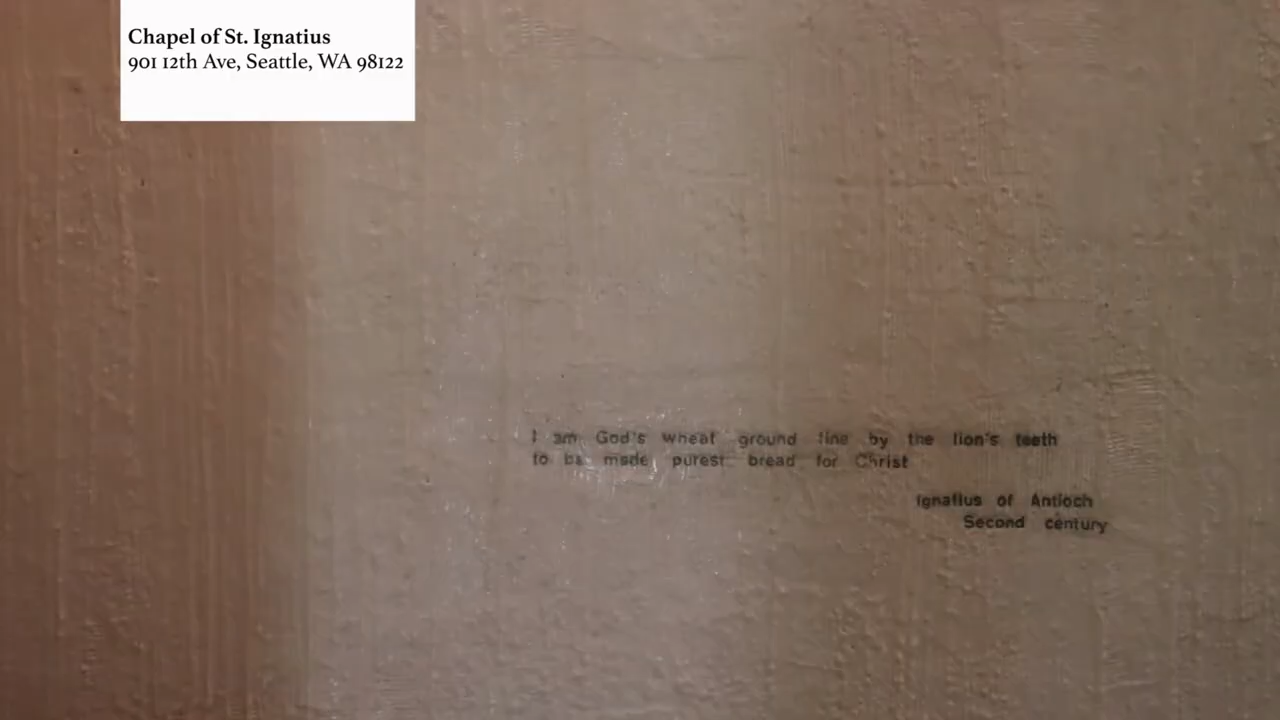 Chapel of St. Ignatius
901 12th Ave, Seattle, WA 98122
I am God's wheat ground fine by the lion's teeth
to be made purest bread for Christ
Ignatius of Antioch
Second century